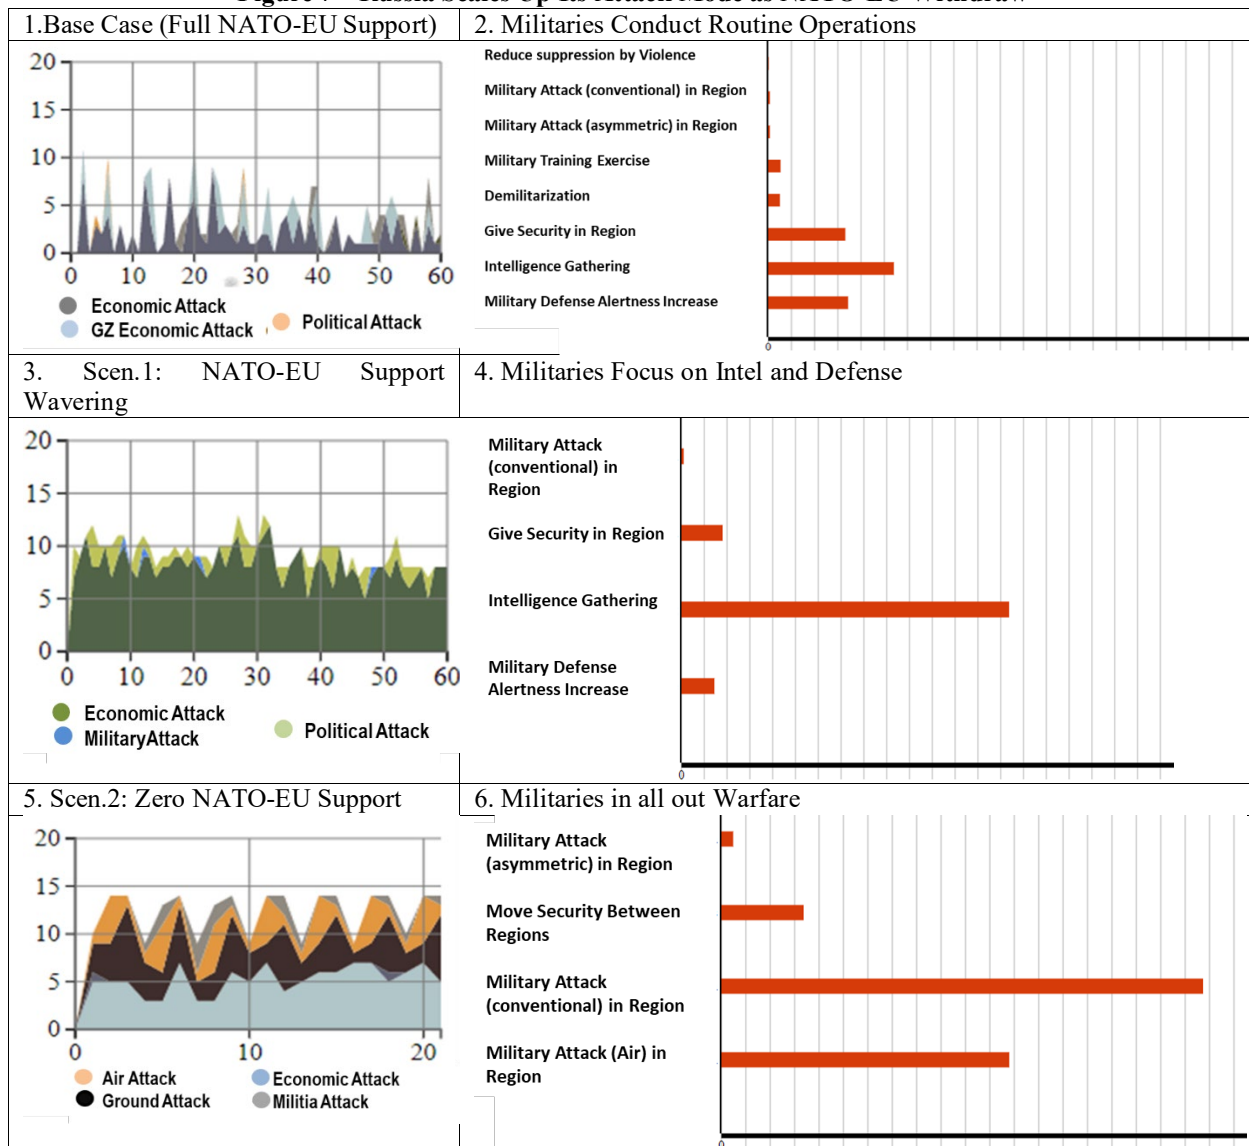 1.Base Case (Full NATO-EU Support)
2. Militaries Conduct Routine Operations
20
15
10
5
0
0 10 20 30 40 50 60
Economic Attack
GZ Economic Attack
Political Attack
Reduce suppression by Violence
Military Attack (conventional) in Region
Military Attack (asymmetric) in Region
Military Training Exercise
Demilitarization
Give Security in Region
Intelligence Gathering
Military Defense Alertness Increase
0
3. Scen.1: NATO-EU Support
Wavering
4. Militaries Focus on Intel and Defense
20
15
10
5
0
0 10 20 30 40 50 60
Economic Attack
MilitaryAttack
Political Attack
Military Attack
(conventional) in
Region
Give Security in Region
Intelligence Gathering
Military Defense
Alertness Increase
0
5. Scen.2: Zero NATO-EU Support
6. Militaries in all out Warfare
20
15
10
5
0
0 10 20
Air Attack
Economic Attack
Ground Attack
Militia Attack
Military Attack
(asymmetric) in Region
Move Security Between
Regions
Military Attack
(conventional) in Region
Military Attack (Air) in
Region